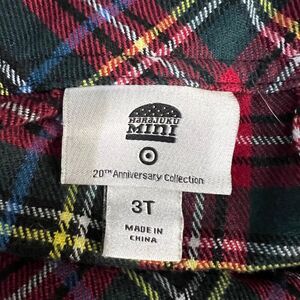 HARAJUKU
MINI
20TH Anniversary Collection
3T
MADE IN
CHINA